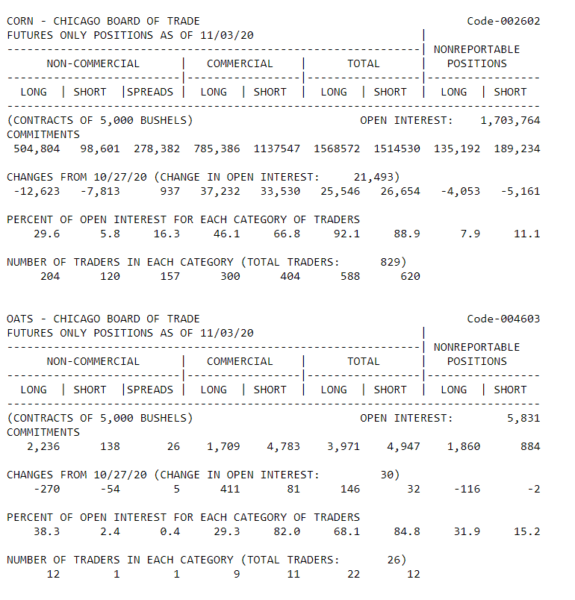 CORN - CHICAGO BOARD OF TRADE Code-002602
FUTURES ONLY POSITIONS AS OF 11/03/20 |
--------------------------------------------------------------| NONREPORTABLE
NON-COMMERCIAL | COMMERCIAL | TOTAL | POSITIONS
--------------------------|-----------------|-----------------|-----------------
LONG | SHORT |SPREADS | LONG | SHORT | LONG | SHORT | LONG | SHORT
--------------------------------------------------------------------------------
(CONTRACTS OF 5,000 BUSHELS) OPEN INTEREST: 1,703,764
COMMITMENTS
504,804 98,601 278,382 785,386 1137547 1568572 1514530 135,192 189,234
CHANGES FROM 10/27/20 (CHANGE IN OPEN INTEREST: 21,493)
-12,623 -7,813 937 37,232 33,530 25,546 26,654 -4,053 -5,161
PERCENT OF OPEN INTEREST FOR EACH CATEGORY OF TRADERS
29.6 5.8 16.3 46.1 66.8 92.1 88.9 7.9 11.1
NUMBER OF TRADERS IN EACH CATEGORY (TOTAL TRADERS: 829)
204 120 157 300 404 588 620
OATS - CHICAGO BOARD OF TRADE Code-004603
FUTURES ONLY POSITIONS AS OF 11/03/20 |
--------------------------------------------------------------| NONREPORTABLE
NON-COMMERCIAL | COMMERCIAL | TOTAL | POSITIONS
--------------------------|-----------------|-----------------|-----------------
LONG | SHORT |SPREADS | LONG | SHORT | LONG | SHORT | LONG | SHORT
--------------------------------------------------------------------------------
(CONTRACTS OF 5,000 BUSHELS) OPEN INTEREST: 5,831
COMMITMENTS
2,236 138 26 1,709 4,783 3,971 4,947 1,860 884
CHANGES FROM 10/27/20 (CHANGE IN OPEN INTEREST: 30)
-270 -54 5 411 81 146 32 -116 -2
PERCENT OF OPEN INTEREST FOR EACH CATEGORY OF TRADERS
38.3 2.4 0.4 29.3 82.0 68.1 84.8 31.9 15.2
NUMBER OF TRADERS IN EACH CATEGORY (TOTAL TRADERS: 26)
12 1 1 9 11 22 12